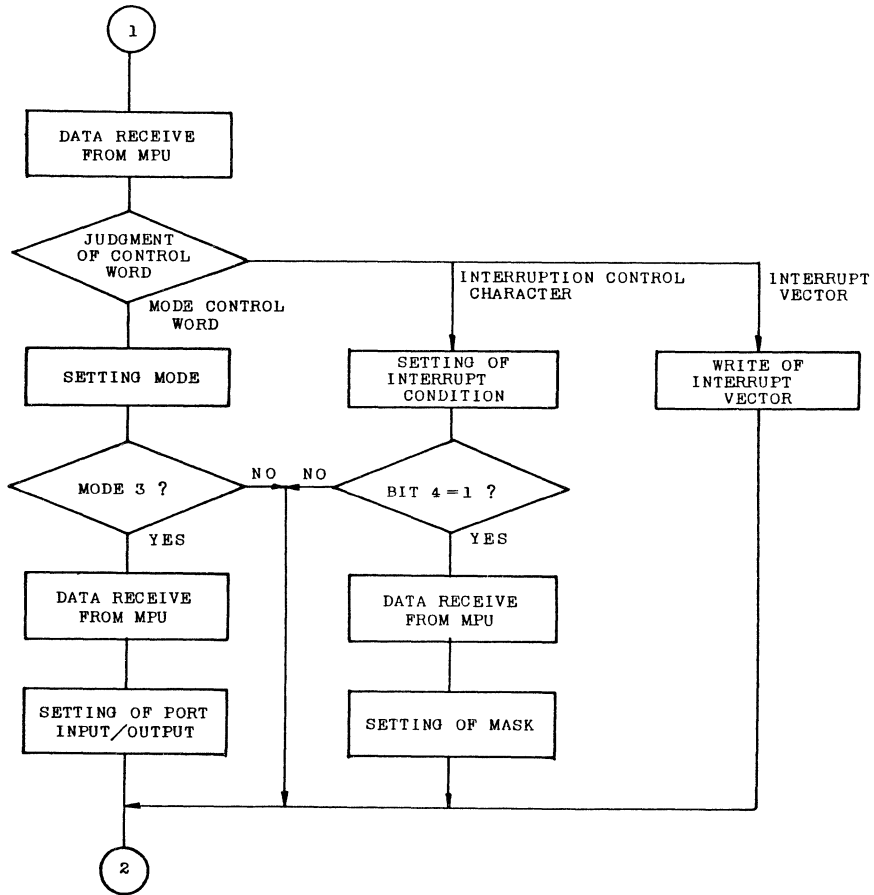 1
DATA RECEIVE
FROM MPU
JUDGMENT
OF CONTROL
WORD
MODE CONTROL
WORD
INTERRUPTION CONTROL
CHARACTER
INTERRUPT
VECTOR
SETTING MODE
SETTING OF
INTERRUPT
CONDITION
WRITE OF
INTERRUPT
VECTOR
MODE 3 ?
NO
NO
BIT 4=1 ?
YES
YES
DATA RECEIVE
FROM MPU
DATA RECEIVE
FROM MPU
SETTING OF PORT
INPUT/OUTPUT
SETTING OF MASK
2